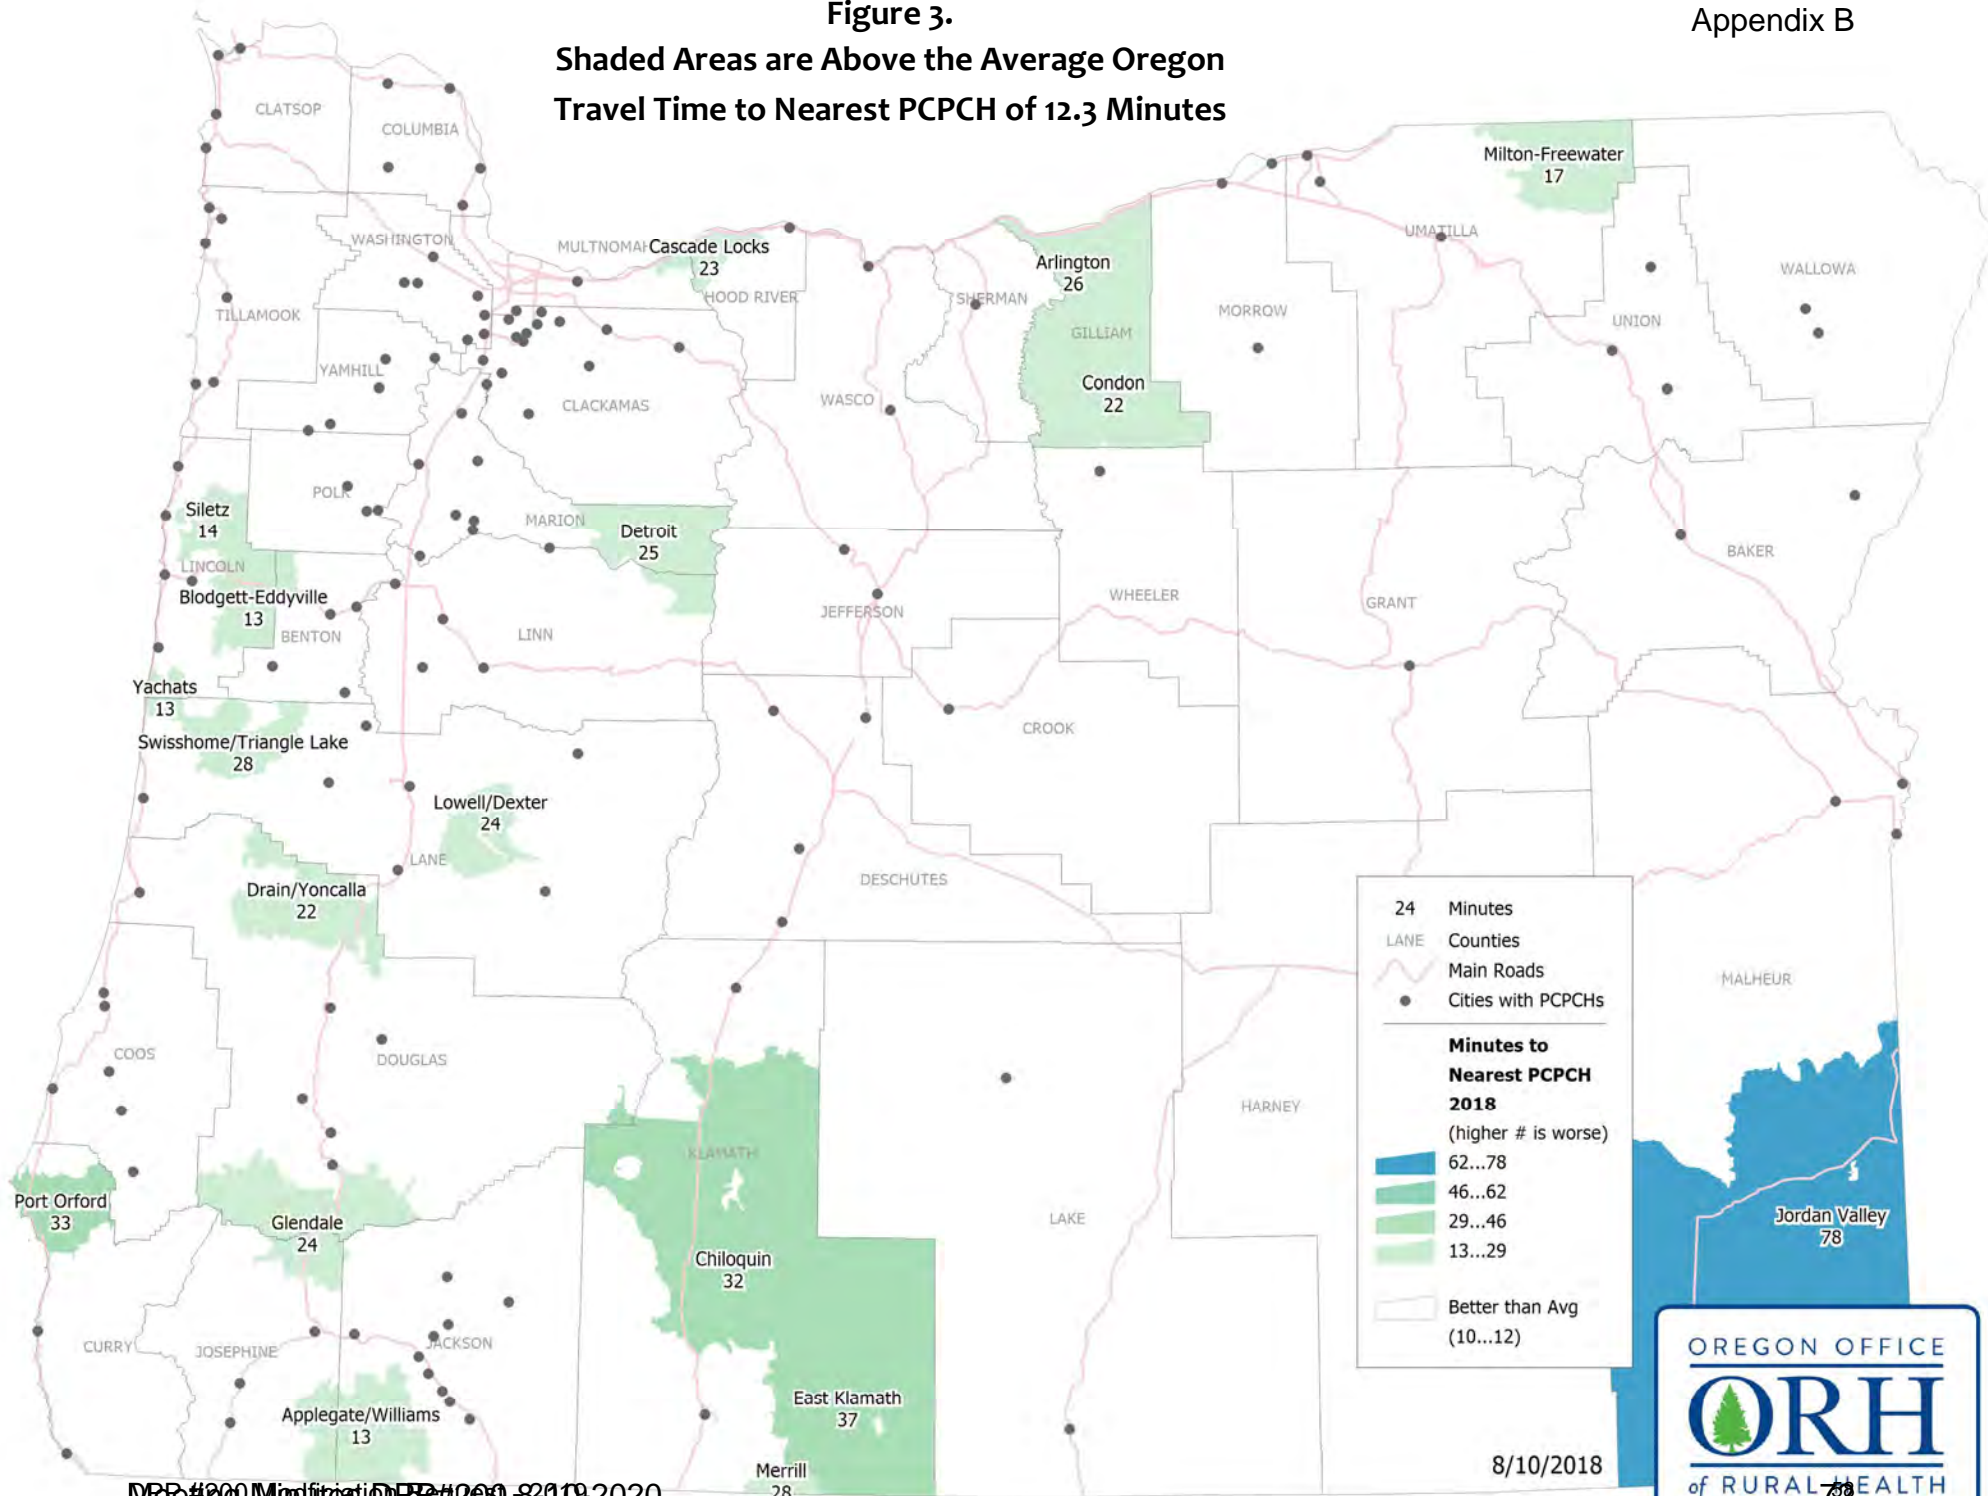 Figure 3.
Appendix B
Shaded Areas are Above the Average Oregon
Travel Time to Nearest PCPCH of 12.3 Minutes
CLATSOP
COLUMBIA
Milton-Freewater
17
WASHINGTON
MULTNOMAH
Cascade Locks
23
UMATILLA
Arlington
26
WALLOWA
HOOD RIVER
SHERMAN
TILLAMOOK
MORROW
UNION
GILLIAM
YAMHILL
Condon
22
WASCO
CLACKAMAS
POLK
Siletz
14
MARION
Detroit
25
BAKER
LINCOLN
Blodgett-Eddyville
13
WHEELER
GRANT
JEFFERSON
BENTON
LINN
Yachats
13
CROOK
Swisshome/Triangle Lake
28
Lowell/Dexter
24
LANE
DESCHUTES
Drain/Yoncalla
22
24 Minutes
LANE Counties
Main Roads
Cities with PCPCHs
Minutes to
Nearest PCPCH
2018
(higher # is worse)
62...78
46...62
29...46
13...29
Better than Avg
(10...12)
MALHEUR
COOS
DOUGLAS
HARNEY
KLAMATH
Port Orford
33
Glendale
24
LAKE
Jordan Valley
78
Chiloquin
32
CURRY
JOSEPHINE
JACKSON
East Klamath
37
Applegate/Williams
13
Merrill
28
8/10/2018
OREGON OFFICE
ORH
of RURAL HEALTH